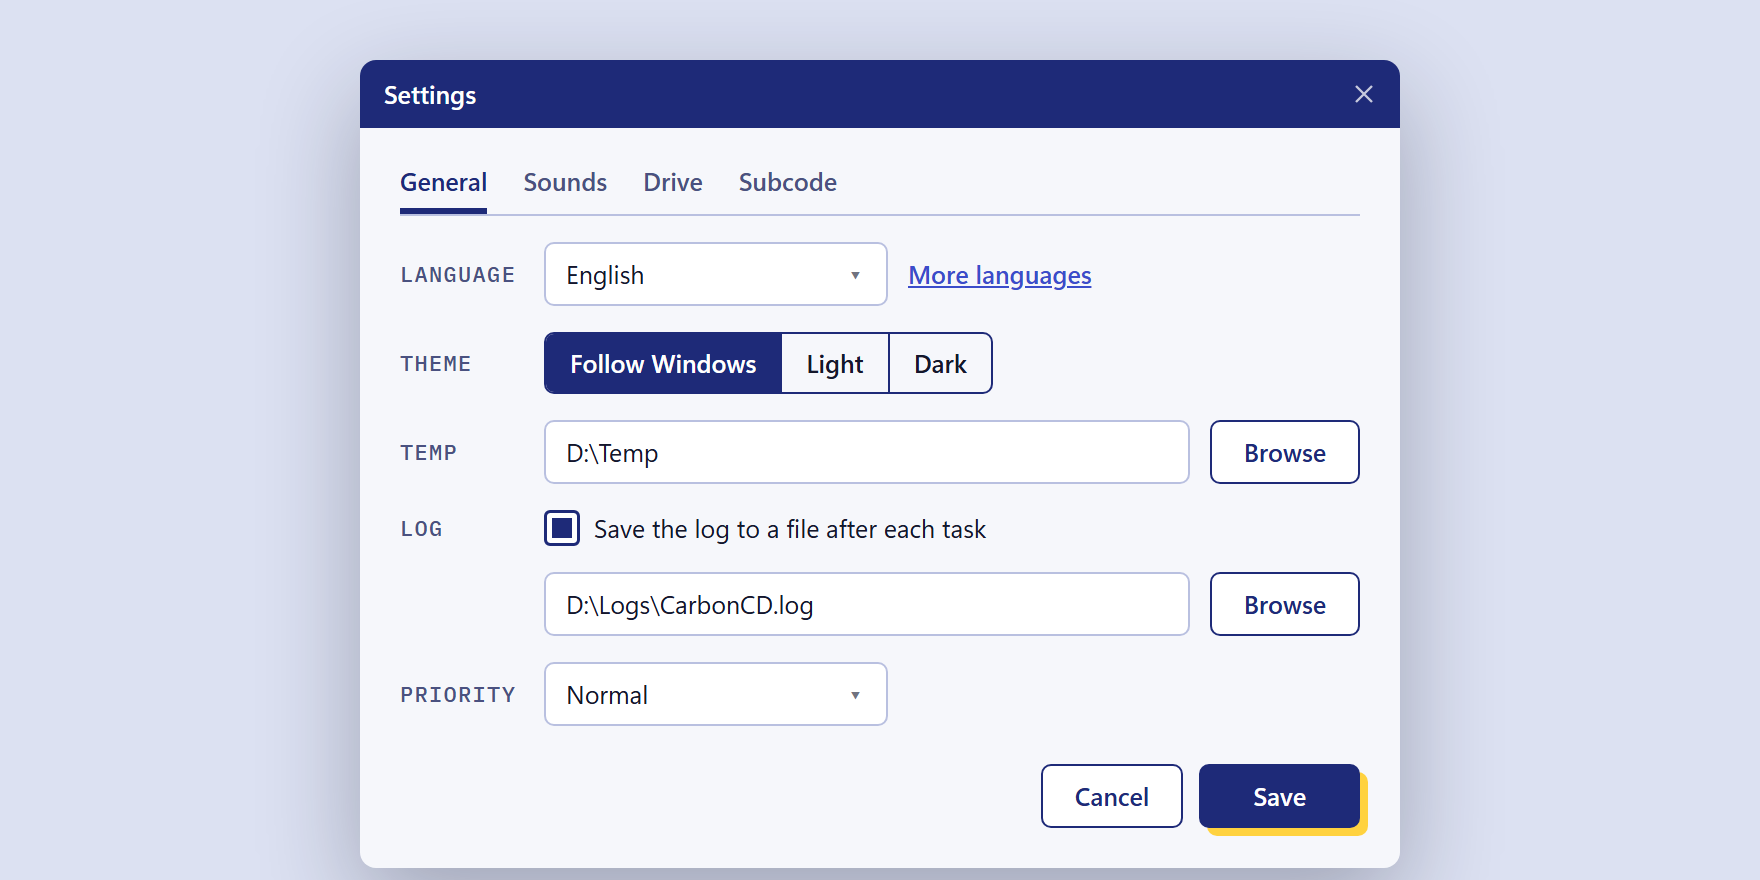 Settings
General Sounds Drive Subcode
LANGUAGE English More languages
THEME Follow Windows Light Dark
TEMP D:\Temp Browse
LOG Save the log to a file after each task
D:\Logs\CarbonCD.log Browse
PRIORITY Normal
Cancel Save